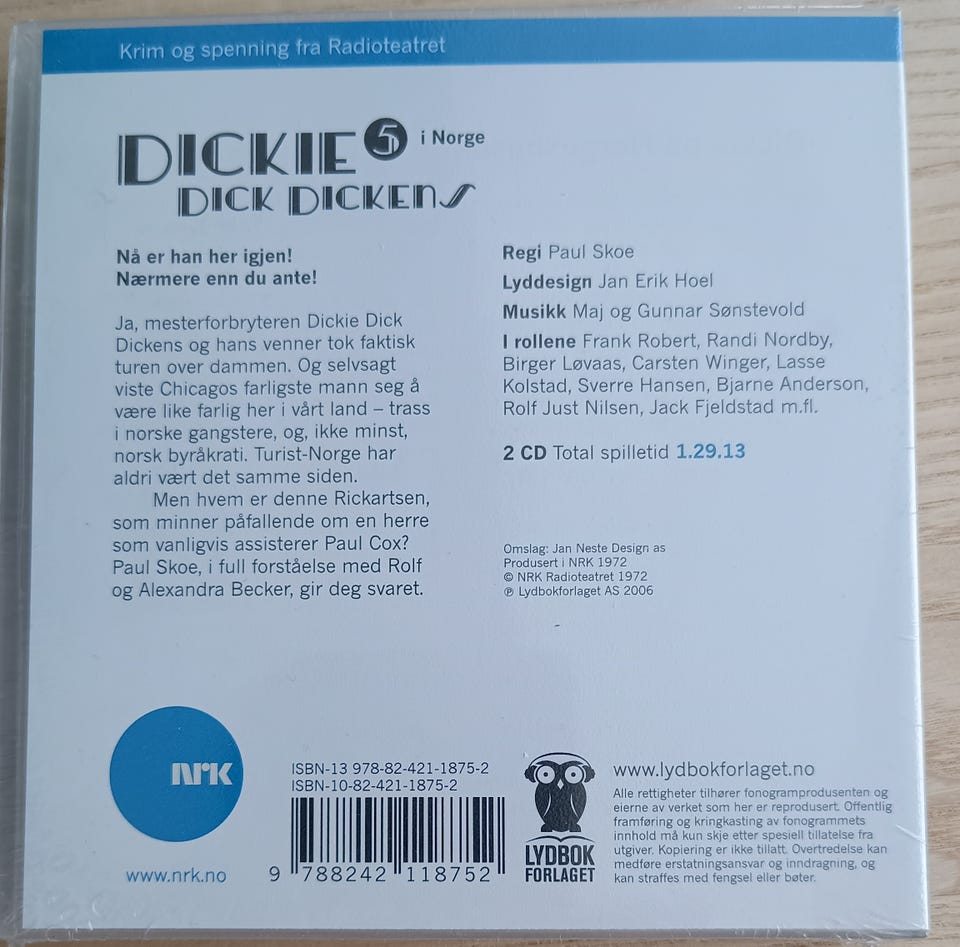 Krim og spenning fra Radioteatret
DICKIE 5 i Norge
DICK DICKENS
Nå er han her igjen!
Nærmere enn du ante!
Ja, mesterforbryteren Dickie Dick
Dickens og hans venner tok faktisk
turen over dammen. Og selvsagt
viste Chicagos farligste mann seg å
være like farlig her i vårt land – trass
i norske gangstere, og, ikke minst,
norsk byråkrati. Turist-Norge har
aldri vært det samme siden.
Men hvem er denne Rickartsen,
som minner påfallende om en herre
som vanligvis assisterer Paul Cox?
Paul Skoe, i full forståelse med Rolf
og Alexandra Becker, gir deg svaret.
Regi Paul Skoe
Lyddesign Jan Erik Hoel
Musikk Maj og Gunnar Sønstevold
I rollene Frank Robert, Randi Nordby,
Birger Løvaas, Carsten Winger, Lasse
Kolstad, Sverre Hansen, Bjarne Anderson,
Rolf Just Nilsen, Jack Fjeldstad m.fl.
2 CD Total spilletid 1.29.13
Omslag: Jan Neste Design as
Produsert i NRK 1972
© NRK Radioteatret 1972
℗ Lydbokforlaget AS 2006
NRK
www.nrk.no
ISBN-13 978-82-421-1875-2
ISBN-10-82-421-1875-2
9 788242 118752
LYDBOK
FORLAGET
www.lydbokforlaget.no
Alle rettigheter tilhører fonogramprodusenten og
eierne av verket som her er reprodusert. Offentlig
framføring og kringkasting av fonogrammets
innhold må kun skje etter spesiell tillatelse fra
utgiver. Kopiering er ikke tillatt. Overtredelse kan
medføre erstatningsansvar og inndragning, og
kan straffes med fengsel eller bøter.